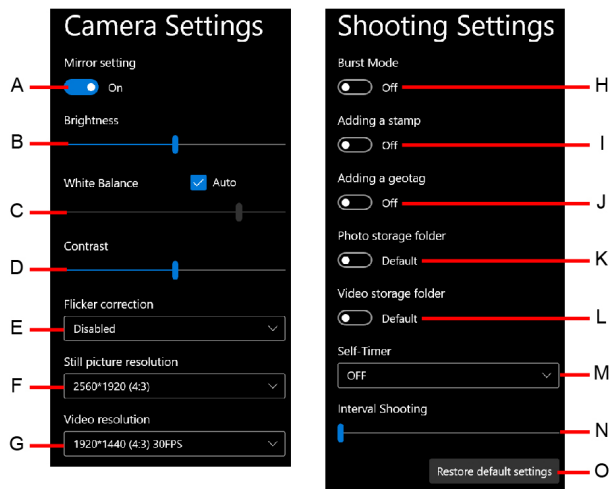 Camera Settings
Mirror setting
A
On
Brightness
B
White Balance
Auto
C
Contrast
D
Flicker correction
E
Disabled
Still picture resolution
F
2560*1920 (4:3)
Video resolution
G
1920*1440 (4:3) 30FPS
Shooting Settings
Burst Mode
Off
H
Adding a stamp
Off
I
Adding a geotag
Off
J
Photo storage folder
Default
K
Video storage folder
Default
L
Self-Timer
OFF
M
Interval Shooting
N
Restore default settings
O